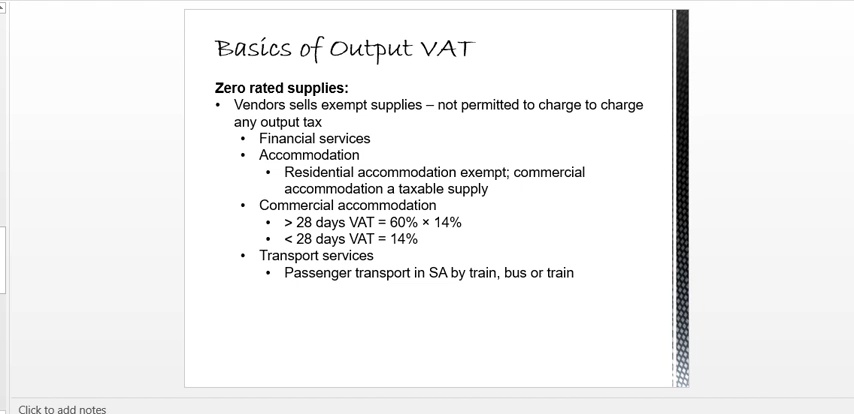 Basics of Output VAT
Zero rated supplies:
• Vendors sells exempt supplies – not permitted to charge to charge
any output tax
• Financial services
• Accommodation
• Residential accommodation exempt; commercial
accommodation a taxable supply
• Commercial accommodation
• > 28 days VAT = 60% × 14%
• < 28 days VAT = 14%
• Transport services
• Passenger transport in SA by train, bus or train
Click to add notes